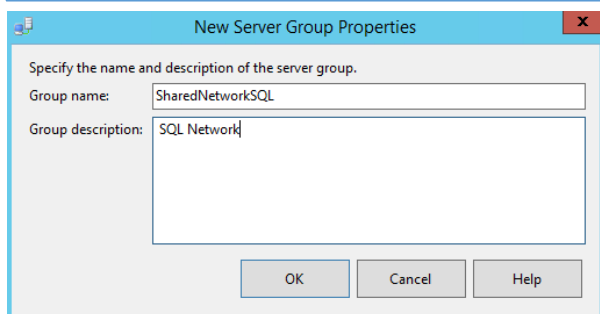 New Server Group Properties
x
Specify the name and description of the server group.
Group name: SharedNetworkSQL
Group description: SQL Network
OK Cancel Help